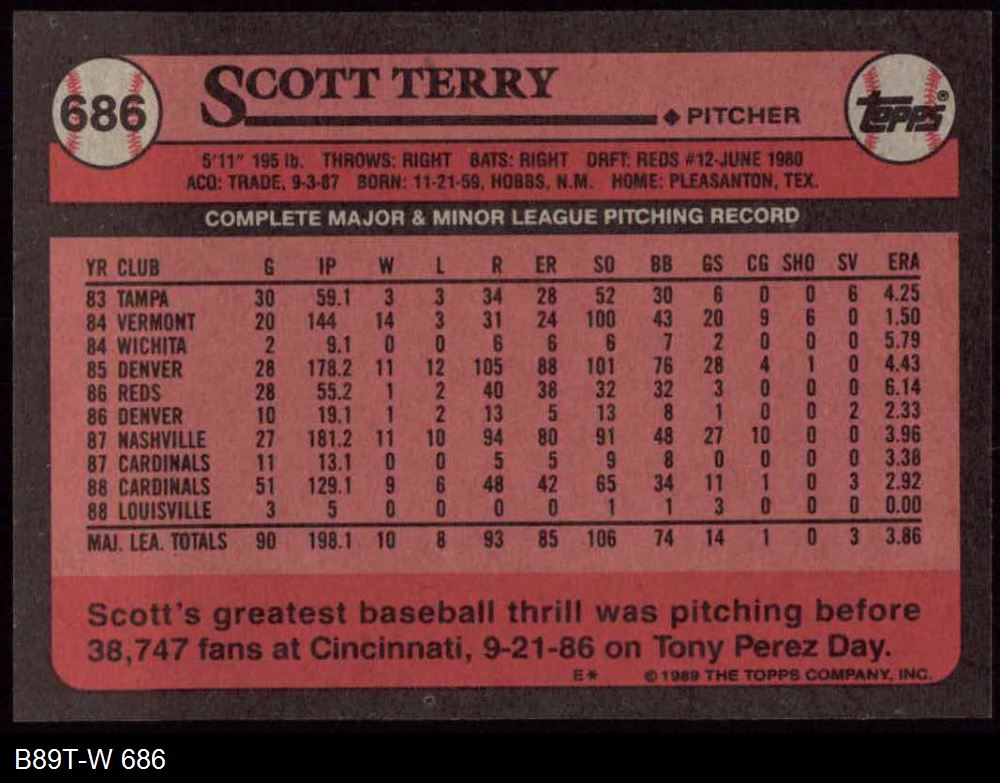 686
SCOTT TERRY
◆ PITCHER
TOPPS®
5'11" 195 lb. THROWS: RIGHT BATS: RIGHT DRFT: REDS #12-JUNE 1980
ACQ: TRADE, 9-3-87 BORN: 11-21-59, HOBBS, N.M. HOME: PLEASANTON, TEX.
COMPLETE MAJOR & MINOR LEAGUE PITCHING RECORD
YR CLUB G IP W L R ER SO BB GS CG SHO SV ERA
83 TAMPA 30 59.1 3 3 34 28 52 30 6 0 0 6 4.25
84 VERMONT 20 144 14 3 31 24 100 43 20 9 6 0 1.50
84 WICHITA 2 9.1 0 0 6 6 6 7 2 0 0 0 5.79
85 DENVER 28 178.2 11 12 105 88 101 76 28 4 1 0 4.43
86 REDS 28 55.2 1 2 40 38 32 32 3 0 0 0 6.14
86 DENVER 10 19.1 1 2 13 5 13 8 1 0 0 2 2.33
87 NASHVILLE 27 181.2 11 10 94 80 91 48 27 10 0 0 3.96
87 CARDINALS 11 13.1 0 0 5 5 9 8 0 0 0 0 3.38
88 CARDINALS 51 129.1 9 6 48 42 65 34 11 1 0 3 2.92
88 LOUISVILLE 3 5 0 0 0 0 1 1 3 0 0 0 0.00
MAJ. LEA. TOTALS 90 198.1 10 8 93 85 106 74 14 1 0 3 3.86
Scott's greatest baseball thrill was pitching before
38,747 fans at Cincinnati, 9-21-86 on Tony Perez Day.
E* © 1989 THE TOPPS COMPANY, INC.
B89T-W 686